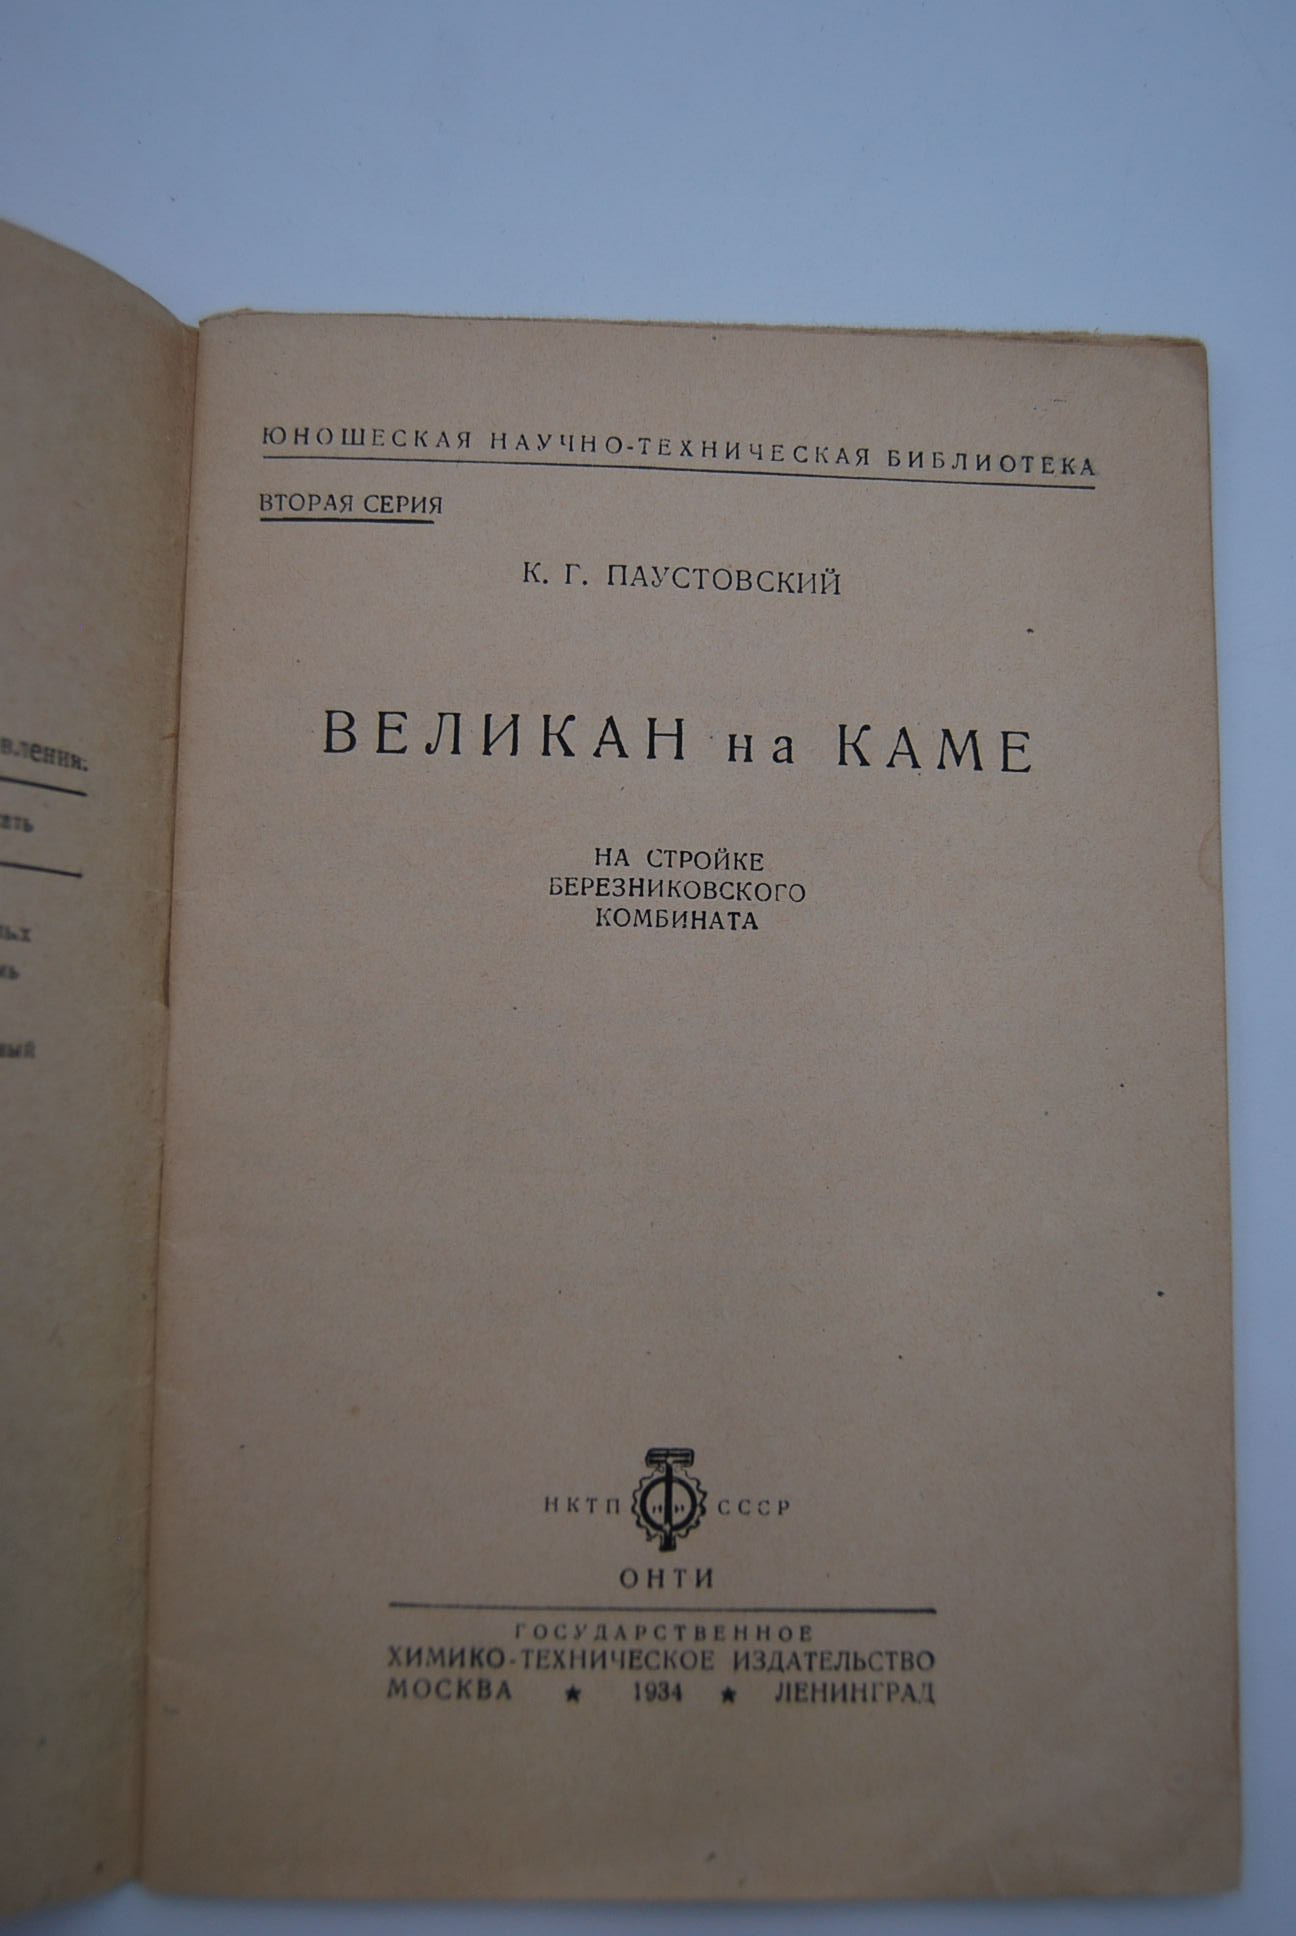 ЮНОШЕСКАЯ НАУЧНО-ТЕХНИЧЕСКАЯ БИБЛИОТЕКА
ВТОРАЯ СЕРИЯ
К. Г. ПАУСТОВСКИЙ
ВЕЛИКАН на КАМЕ
НА СТРОЙКЕ
БЕРЕЗНИКОВСКОГО
КОМБИНАТА
НКТП СССР
ОНТИ
ГОСУДАРСТВЕННОЕ
ХИМИКО-ТЕХНИЧЕСКОЕ ИЗДАТЕЛЬСТВО
МОСКВА ★ 1934 ★ ЛЕНИНГРАД